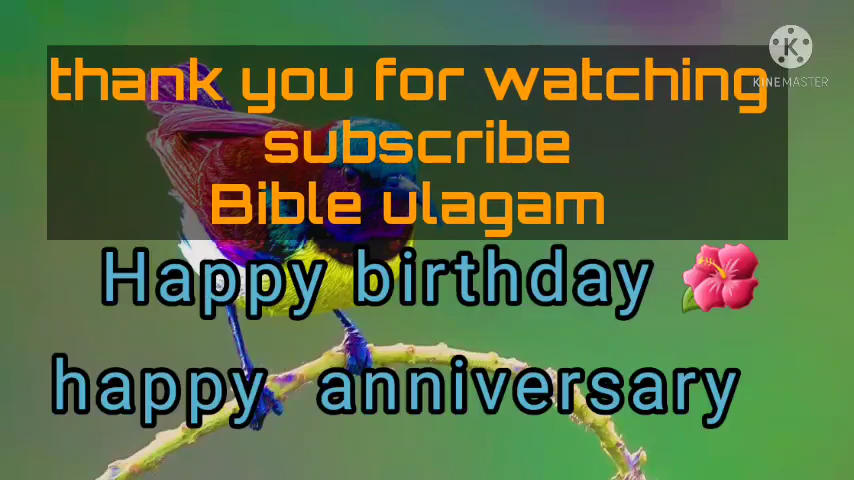 thank you for watching
subscribe
Bible ulagam
Happy birthday 🌺
happy anniversary
K
KINEMASTER